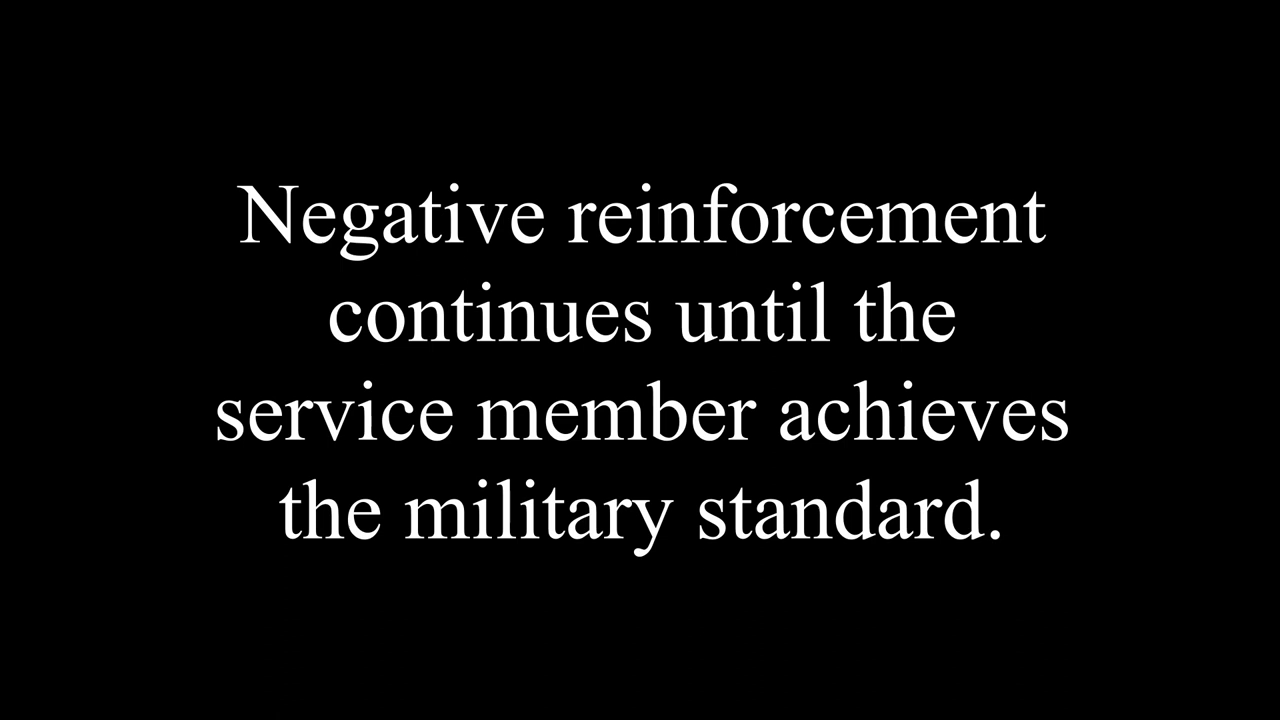 Negative reinforcement
continues until the
service member achieves
the military standard.